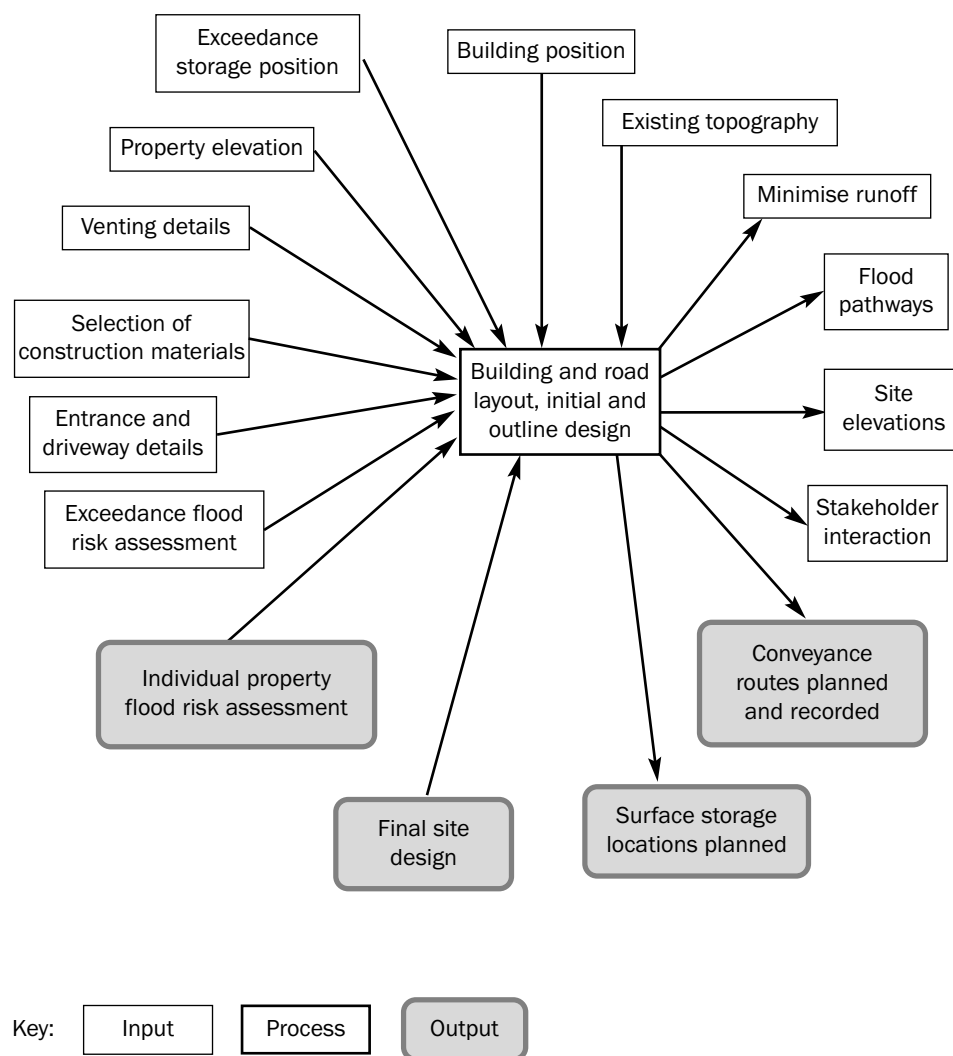 Exceedance
storage position
Building position
Existing topography
Property elevation
Minimise runoff
Venting details
Flood
pathways
Selection of
construction materials
Building and road
layout, initial and
outline design
Site
elevations
Entrance and
driveway details
Exceedance flood
risk assessment
Stakeholder
interaction
Individual property
flood risk assessment
Conveyance
routes planned
and recorded
Final site
design
Surface storage
locations planned
Key:
Input
Process
Output